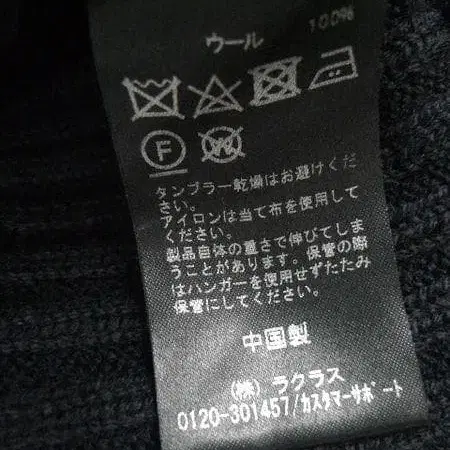 ウール 100%
F W
タンブラー乾燥はお避けくだ
さい。
アイロンは当て布を使用して
ください。
製品自体の重さで伸びてしま
うことがあります。保管の際
はハンガーを使用せずたたみ
保管にしてください。
中国製
(株) ラクラス
0120-301457/カスタマーサポート